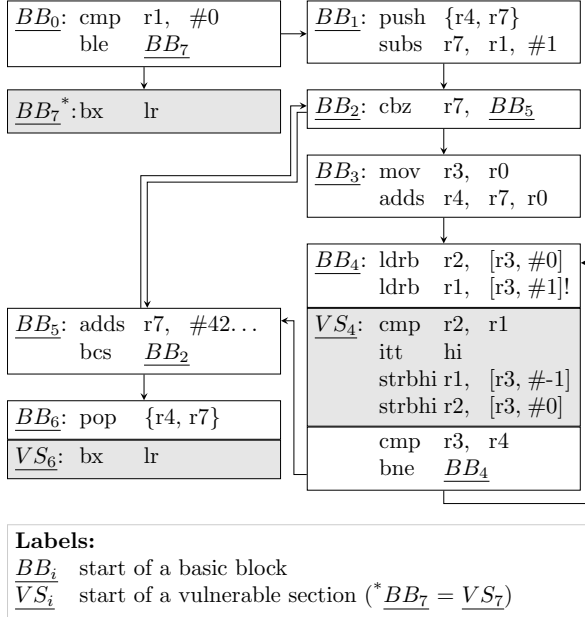 BB0: cmp r1, #0
ble BB7
BB7*: bx lr
BB1: push {r4, r7}
subs r7, r1, #1
BB2: cbz r7, BB5
BB3: mov r3, r0
adds r4, r7, r0
BB4: ldrb r2, [r3, #0]
ldrb r1, [r3, #1]!
VS4: cmp r2, r1
itt hi
strbhi r1, [r3, #-1]
strbhi r2, [r3, #0]
cmp r3, r4
bne BB4
BB5: adds r7, #42...
bcs BB2
BB6: pop {r4, r7}
VS6: bx lr
Labels:
BBi start of a basic block
VSi start of a vulnerable section (*BB7 = VS7)